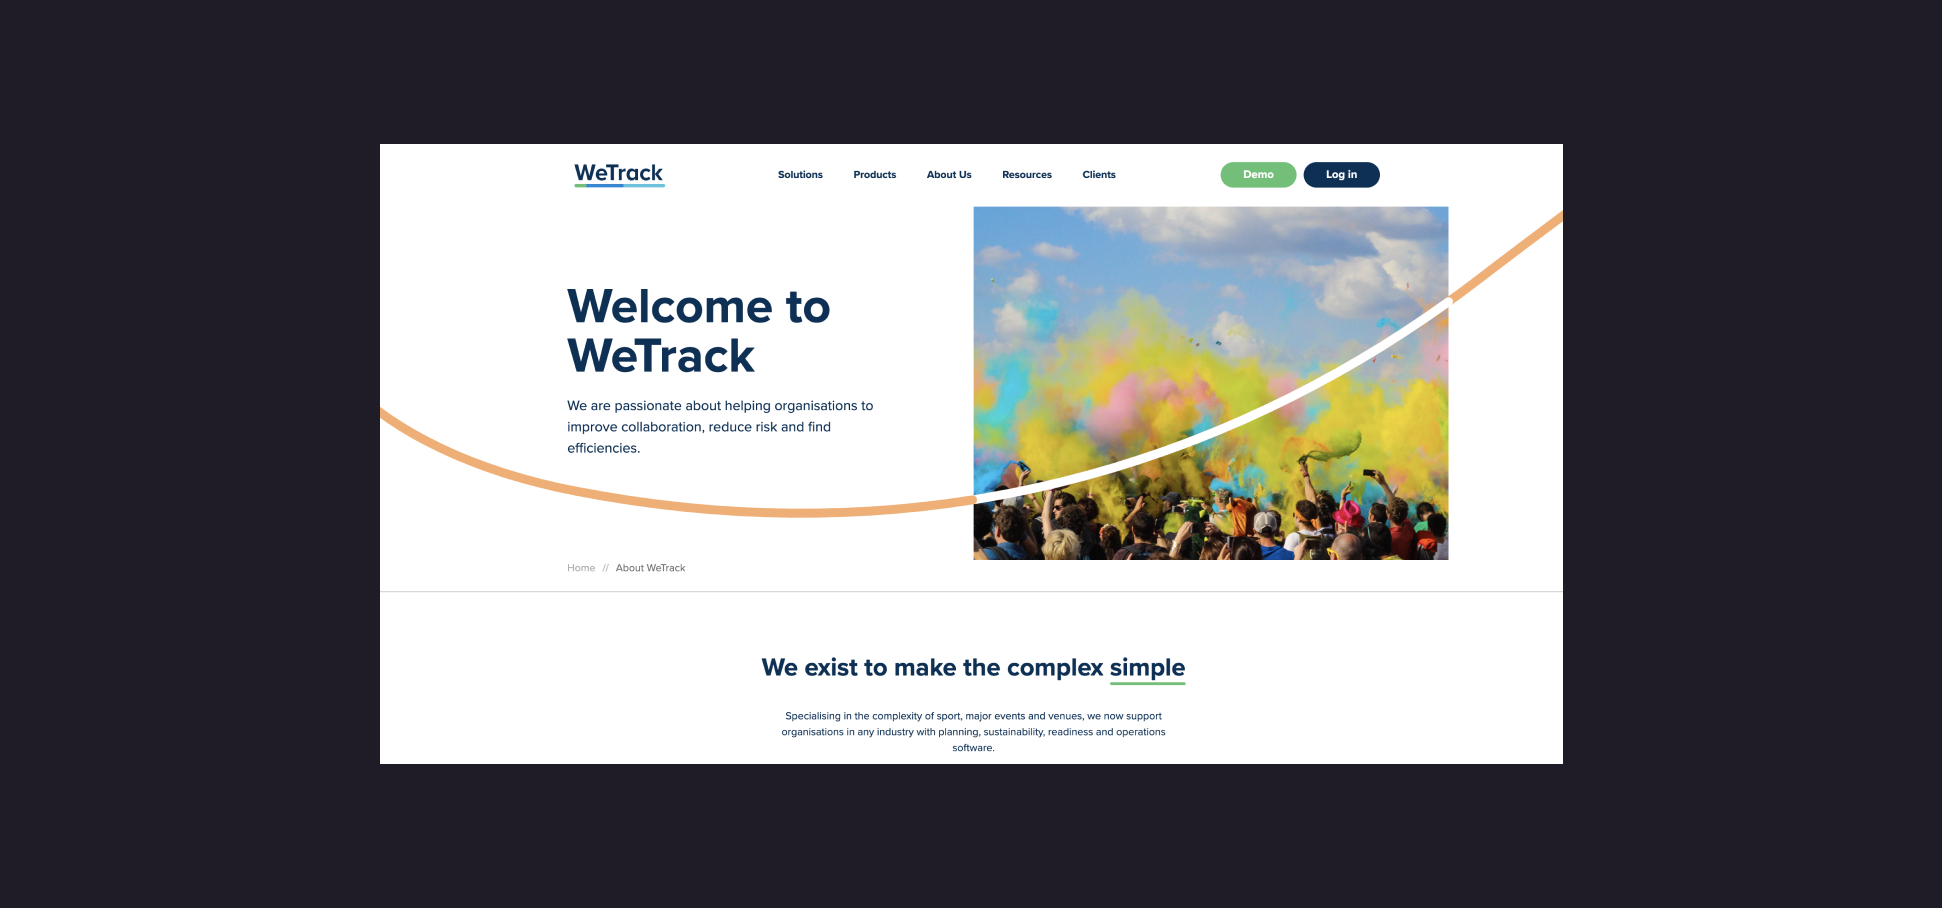 WeTrack
Solutions
Products
About Us
Resources
Clients
Demo
Log in
Welcome to
WeTrack
We are passionate about helping organisations to
improve collaboration, reduce risk and find
efficiencies.
Home // About WeTrack
We exist to make the complex simple
Specialising in the complexity of sport, major events and venues, we now support
organisations in any industry with planning, sustainability, readiness and operations
software.